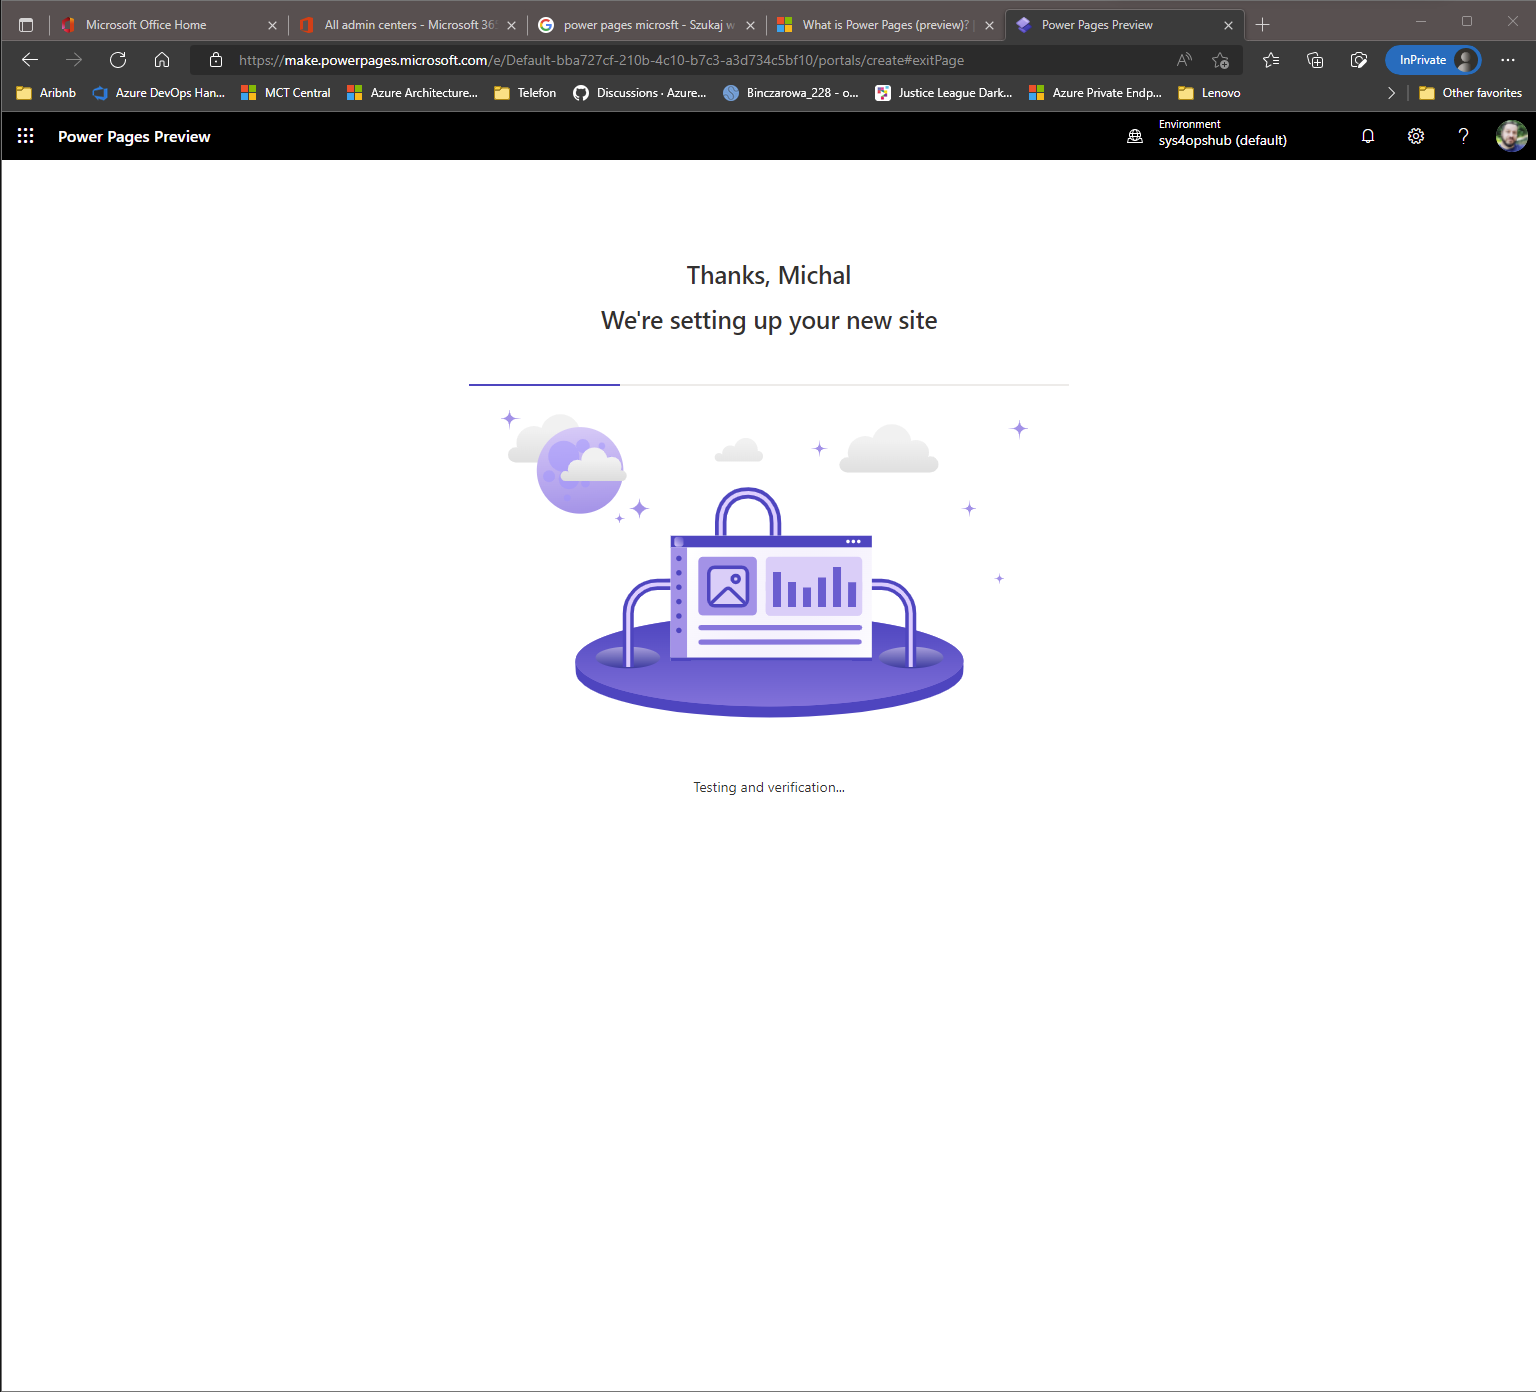 Microsoft Office Home
All admin centers - Microsoft 36
power pages microsft - Szukaj w
What is Power Pages (preview)? |
Power Pages Preview
https://make.powerpages.microsoft.com/e/Default-bba727cf-210b-4c10-b7c3-a3d734c5bf10/portals/create#exitPage
InPrivate
Aribnb
Azure DevOps Han...
MCT Central
Azure Architecture...
Telefon
Discussions · Azure...
Binczarowa_228 - o...
Justice League Dark...
Azure Private Endp...
Lenovo
Other favorites
Power Pages Preview
Environment
sys4opshub (default)
Thanks, Michal
We're setting up your new site
Testing and verification...